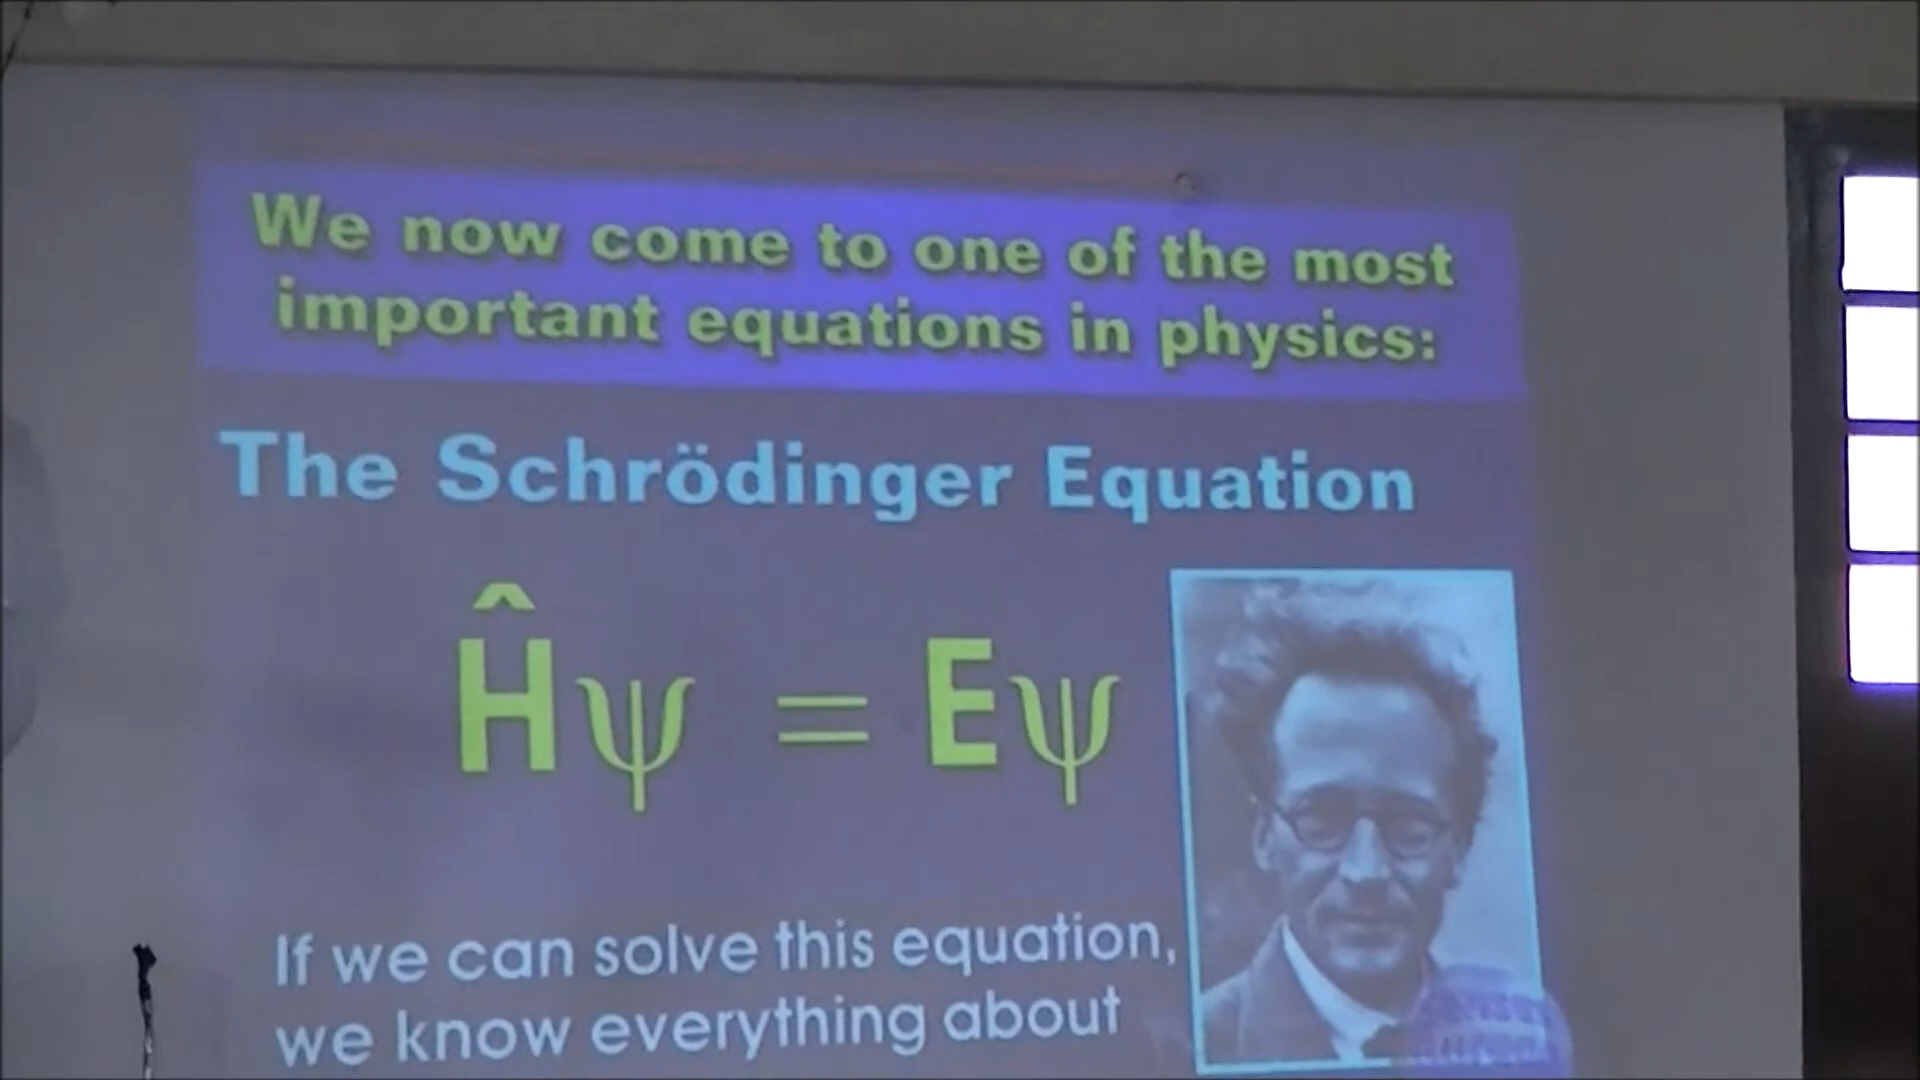 We now come to one of the most
important equations in physics:
The Schrödinger Equation
Ĥψ = Eψ
If we can solve this equation,
we know everything about